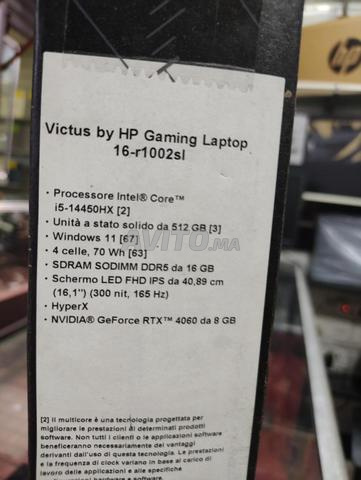 Victus by HP Gaming Laptop
16-r1002sl
· Processore Intel® Core™
i5-14450HX [2]
· Unità a stato solido da 512 GB [3]
· Windows 11 [67]
· 4 celle, 70 Wh [63]
· SDRAM SODIMM DDR5 da 16 GB
· Schermo LED FHD IPS da 40,89 cm
(16,1") (300 nit, 165 Hz)
· HyperX
· NVIDIA® GeForce RTX™ 4060 da 8 GB
AVITO.ma
[2] Il multicore è una tecnologia progettata per
migliorare le prestazioni di determinati prodotti
software. Non tutti i clienti o le applicazioni software
beneficeranno necessariamente dei vantaggi
derivanti dall'uso di questa tecnologia. Le prestazioni
e la frequenza di clock variano in base al carico di
lavoro delle applicazioni e alle specifiche
hardware e software.
hp